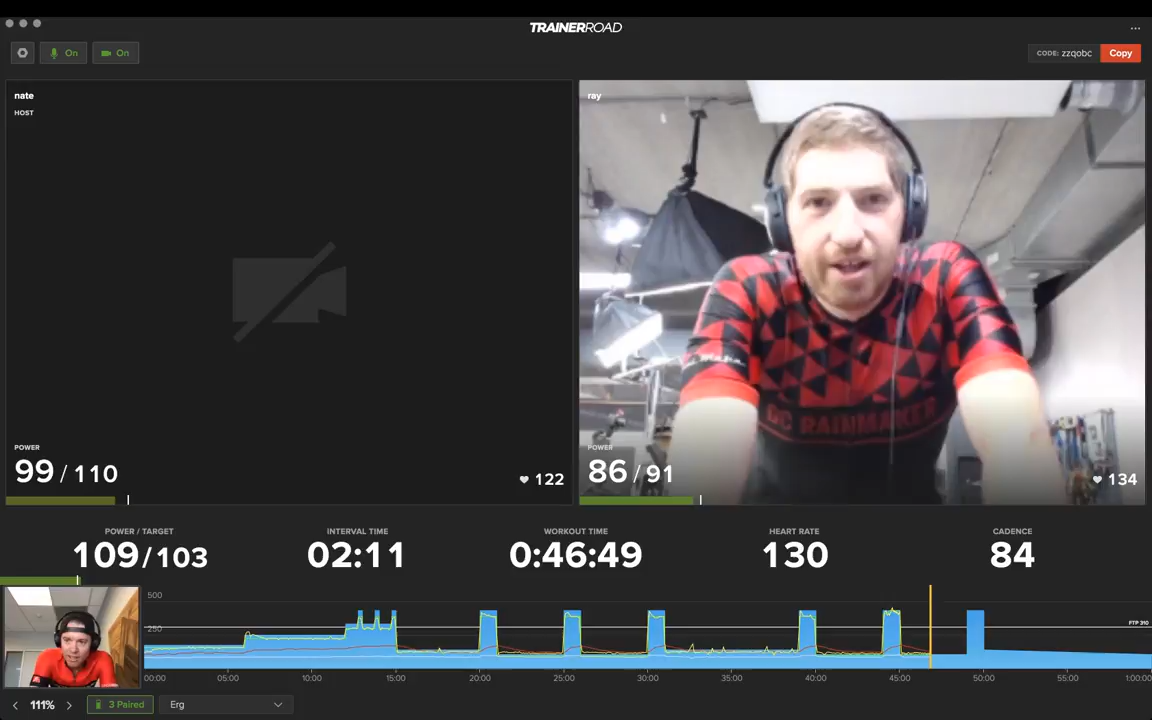 TRAINERROAD
On
On
CODE: zzqobc
Copy
nate
HOST
POWER
99 / 110
122
ray
DC RAINMAKER
POWER
86 / 91
134
POWER / TARGET
109/103
INTERVAL TIME
02:11
WORKOUT TIME
0:46:49
HEART RATE
130
CADENCE
84
500
250
FTP 310
00:00
05:00
10:00
15:00
20:00
25:00
30:00
35:00
40:00
45:00
50:00
55:00
1:00:00
111%
3 Paired
Erg